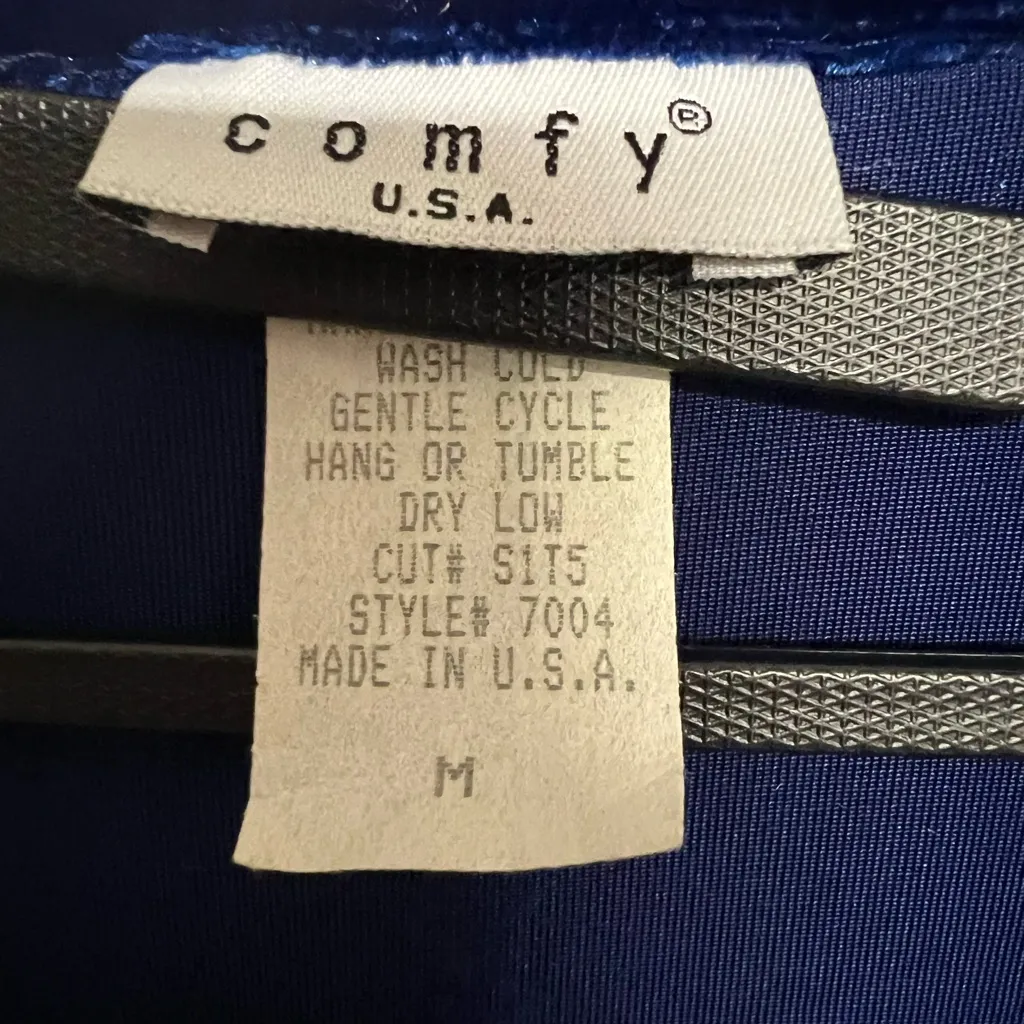 comfy®
U.S.A.
WASH COLD
GENTLE CYCLE
HANG OR TUMBLE
DRY LOW
CUT# S1T5
STYLE# 7004
MADE IN U.S.A.
M